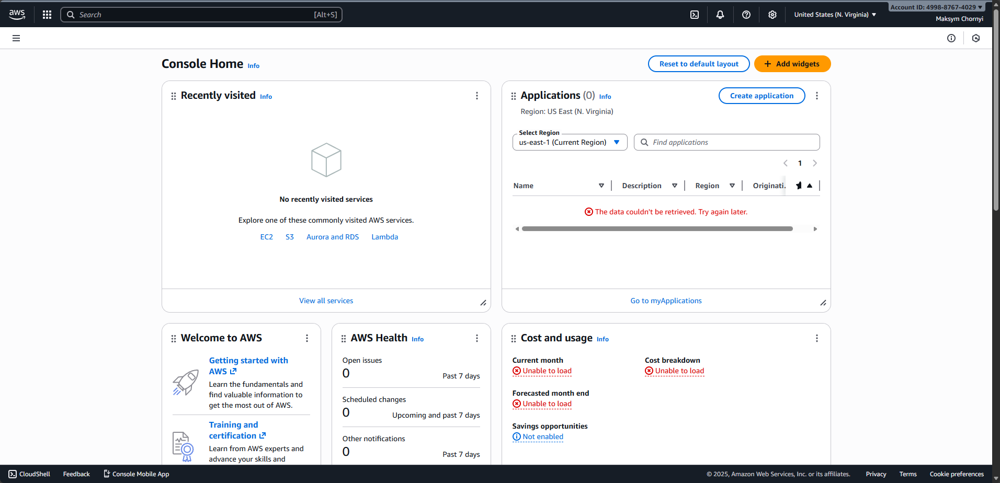 aws
Search [Alt+S]
United States (N. Virginia)
Account ID: 4998-8767-4029
Maksym Chornyi
Console Home Info
Reset to default layout
Add widgets
Recently visited Info
No recently visited services
Explore one of these commonly visited AWS services.
EC2 S3 Aurora and RDS Lambda
View all services
Applications (0) Info
Create application
Region: US East (N. Virginia)
Select Region
us-east-1 (Current Region)
Find applications
1
Name Description Region Originati.
The data couldn't be retrieved. Try again later.
Go to myApplications
Welcome to AWS
Getting started with
AWS
Learn the fundamentals and
find valuable information to
get the most out of AWS.
Training and
certification
Learn from AWS experts and
advance your skills and
AWS Health Info
Open issues
0
Past 7 days
Scheduled changes
0
Upcoming and past 7 days
Other notifications
0
Past 7 days
Cost and usage Info
Current month
Unable to load
Cost breakdown
Unable to load
Forecasted month end
Unable to load
Savings opportunities
Not enabled
CloudShell Feedback Console Mobile App
© 2025, Amazon Web Services, Inc. or its affiliates. Privacy Terms Cookie preferences